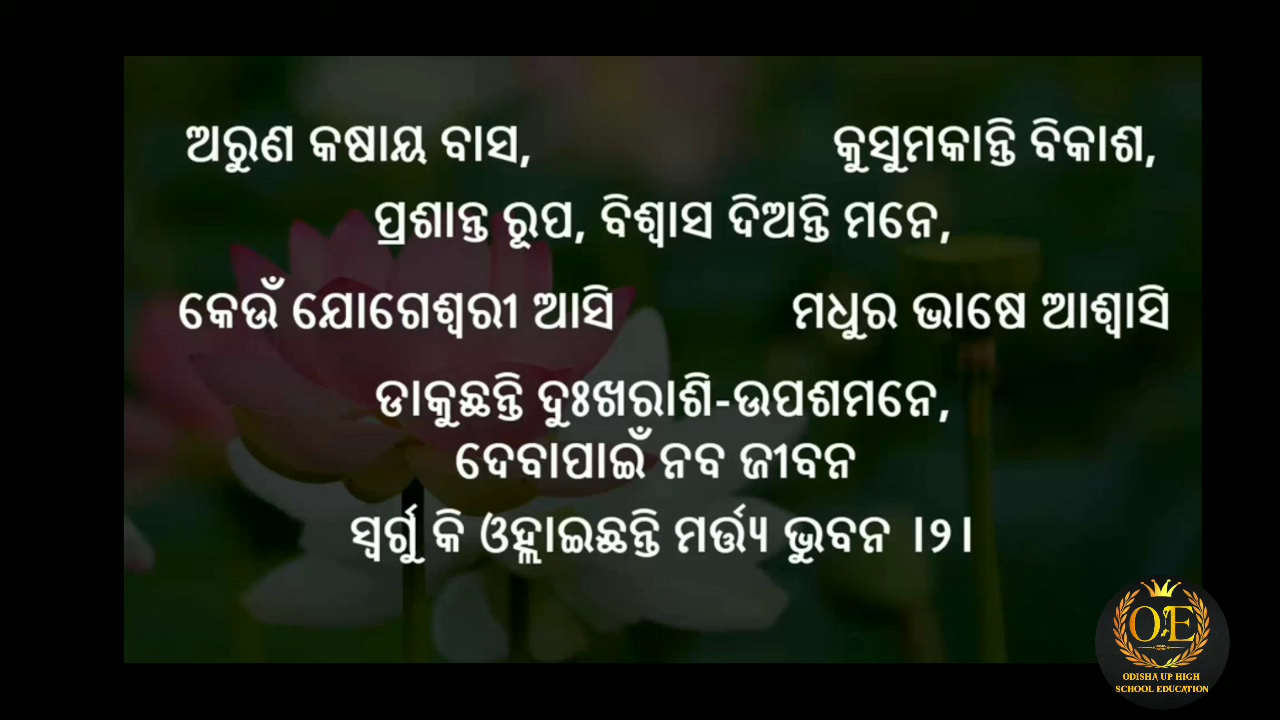 ଅରୁଣ କଷାୟ ବାସ, କୁସୁମକାନ୍ତି ବିକାଶ,
ପ୍ରଶାନ୍ତ ରୂପ, ବିଶ୍ୱାସ ଦିଅନ୍ତି ମନେ,
କେଉଁ ଯୋଗେଶ୍ୱରୀ ଆସି ମଧୁର ଭାଷେ ଆଶ୍ୱାସି
ଡାକୁଛନ୍ତି ଦୁଃଖରାଶି-ଉପଶମନେ,
ଦେବାପାଇଁ ନବ ଜୀବନ
ସ୍ୱର୍ଗୁ କି ଓହ୍ଲାଇଛନ୍ତି ମର୍ତ୍ତ୍ୟ ଭୁବନ ।୨।
OE
ODISHA UP HIGH
SCHOOL EDUCATION